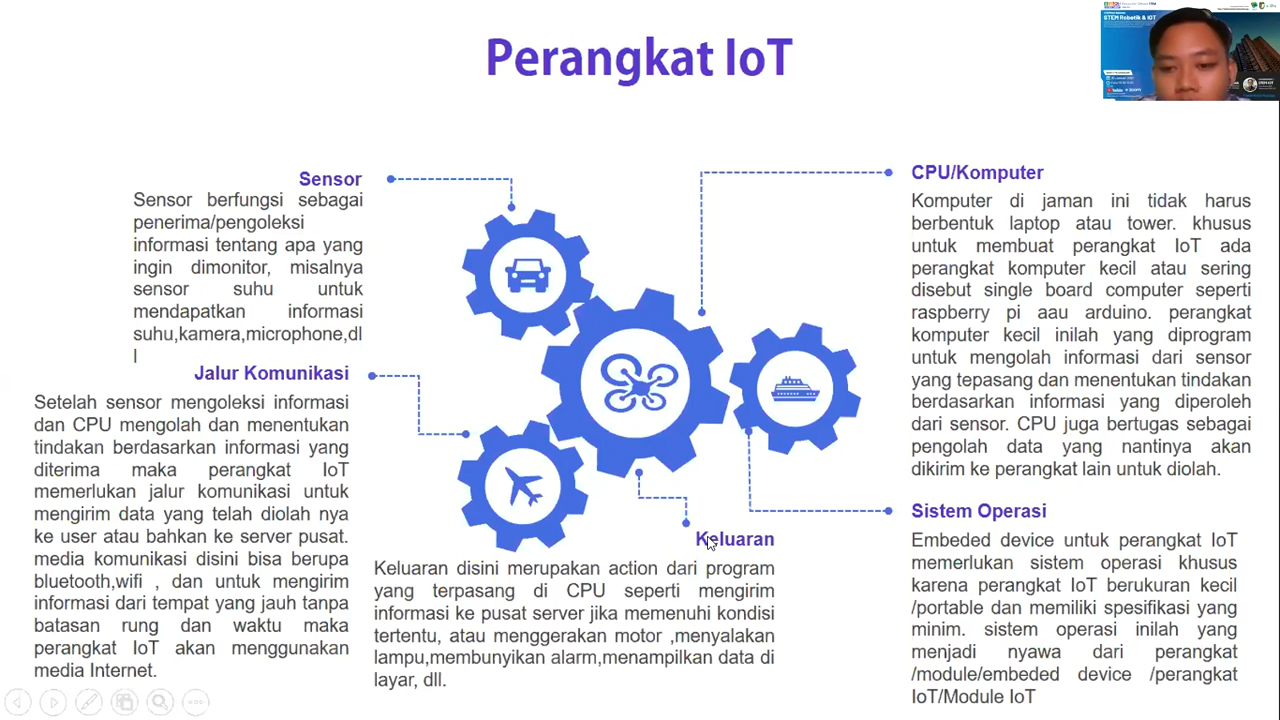 Perangkat IoT
STEM Robotik & IOT
Sensor
Sensor berfungsi sebagai
penerima/pengoleksi
informasi tentang apa yang
ingin dimonitor, misalnya
sensor suhu untuk
mendapatkan informasi
suhu,kamera,microphone,dl
l
Jalur Komunikasi
Setelah sensor mengoleksi informasi
dan CPU mengolah dan menentukan
tindakan berdasarkan informasi yang
diterima maka perangkat IoT
memerlukan jalur komunikasi untuk
mengirim data yang telah diolah nya
ke user atau bahkan ke server pusat.
media komunikasi disini bisa berupa
bluetooth,wifi , dan untuk mengirim
informasi dari tempat yang jauh tanpa
batasan rung dan waktu maka
perangkat IoT akan menggunakan
media Internet.
Keluaran
Keluaran disini merupakan action dari program
yang terpasang di CPU seperti mengirim
informasi ke pusat server jika memenuhi kondisi
tertentu, atau menggerakan motor ,menyalakan
lampu,membunyikan alarm,menampilkan data di
layar, dll.
CPU/Komputer
Komputer di jaman ini tidak harus
berbentuk laptop atau tower. khusus
untuk membuat perangkat IoT ada
perangkat komputer kecil atau sering
disebut single board computer seperti
raspberry pi aau arduino. perangkat
komputer kecil inilah yang diprogram
untuk mengolah informasi dari sensor
yang tepasang dan menentukan tindakan
berdasarkan informasi yang diperoleh
dari sensor. CPU juga bertugas sebagai
pengolah data yang nantinya akan
dikirim ke perangkat lain untuk diolah.
Sistem Operasi
Embeded device untuk perangkat IoT
memerlukan sistem operasi khusus
karena perangkat IoT berukuran kecil
/portable dan memiliki spesifikasi yang
minim. sistem operasi inilah yang
menjadi nyawa dari perangkat
/module/embeded device /perangkat
IoT/Module IoT